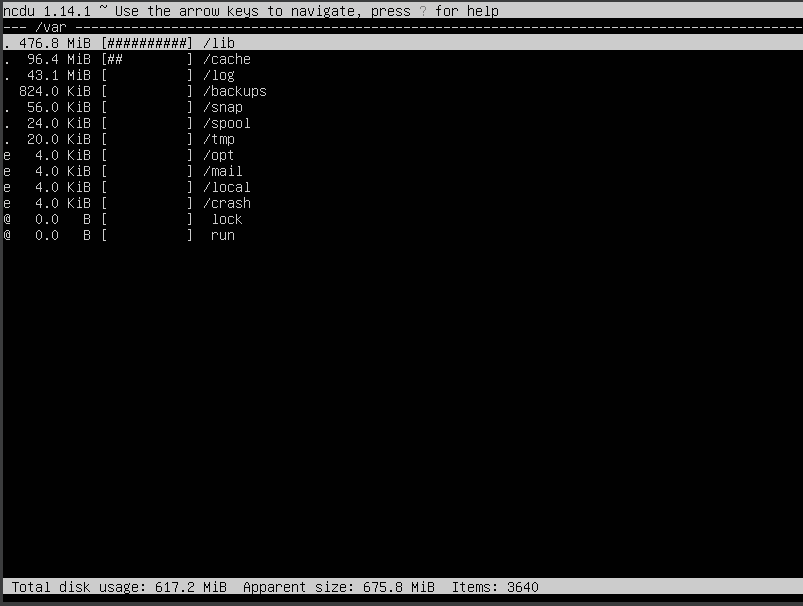 ncdu 1.14.1 ~ Use the arrow keys to navigate, press ? for help
--- /var ----------------------------------------------------------------------------------------
. 476.8 MiB [##########] /lib
.  96.4 MiB [##        ] /cache
.  43.1 MiB [          ] /log
  824.0 KiB [          ] /backups
.  56.0 KiB [          ] /snap
.  24.0 KiB [          ] /spool
.  20.0 KiB [          ] /tmp
e   4.0 KiB [          ] /opt
e   4.0 KiB [          ] /mail
e   4.0 KiB [          ] /local
e   4.0 KiB [          ] /crash
@   0.0   B [          ]  lock
@   0.0   B [          ]  run
Total disk usage: 617.2 MiB  Apparent size: 675.8 MiB  Items: 3640